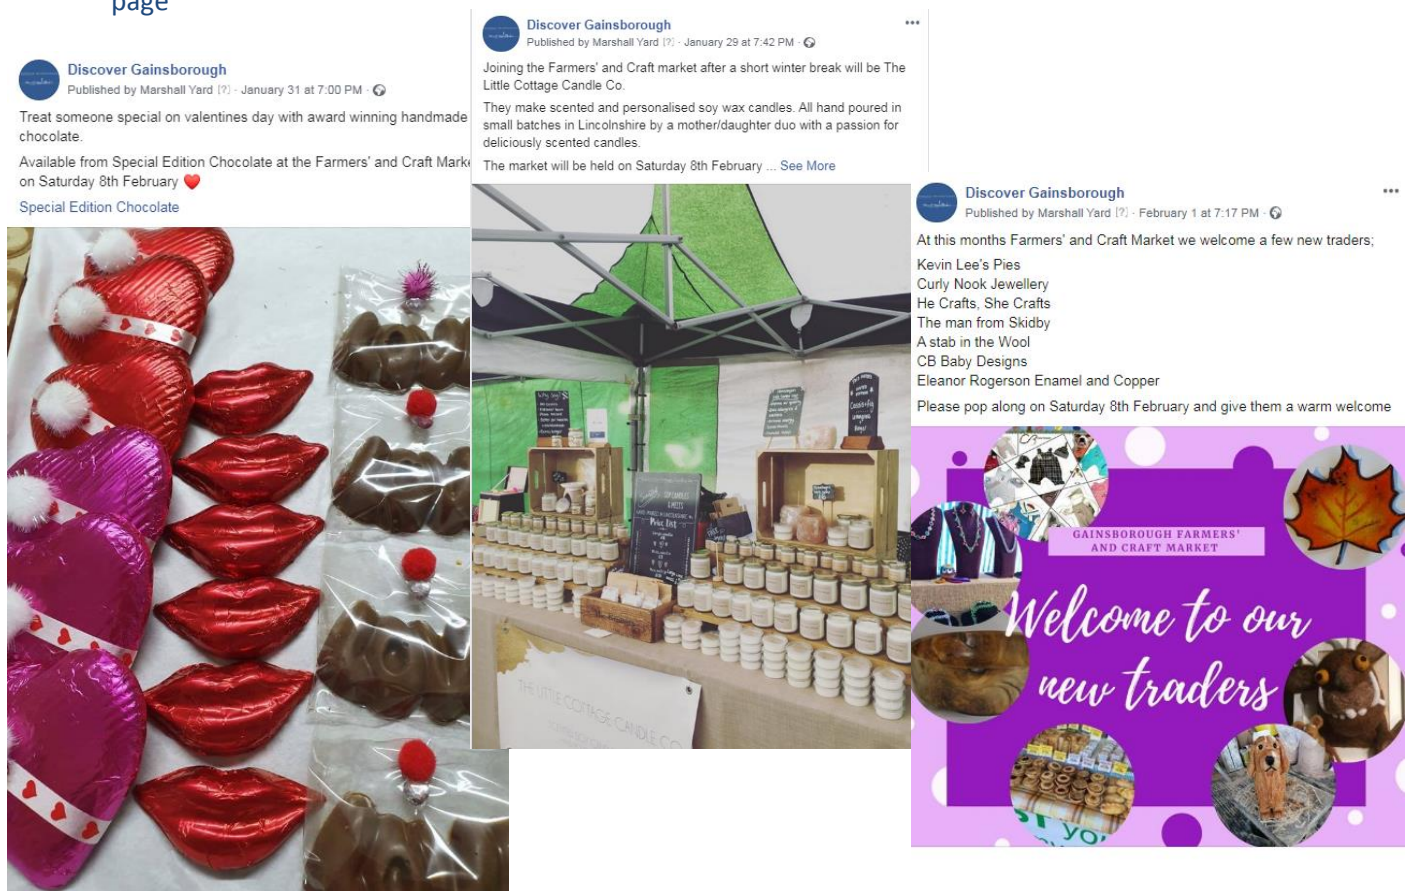 page
Discover Gainsborough
Published by Marshall Yard [?] · January 31 at 7:00 PM ·
Treat someone special on valentines day with award winning handmade
chocolate.
Available from Special Edition Chocolate at the Farmers' and Craft Marke
on Saturday 8th February ❤️
Special Edition Chocolate
Discover Gainsborough
Published by Marshall Yard [?] · January 29 at 7:42 PM ·
Joining the Farmers' and Craft market after a short winter break will be The
Little Cottage Candle Co.
They make scented and personalised soy wax candles. All hand poured in
small batches in Lincolnshire by a mother/daughter duo with a passion for
deliciously scented candles.
The market will be held on Saturday 8th February ... See More
PRICE LIST
THE LITTLE COTTAGE CANDLE CO
Discover Gainsborough
Published by Marshall Yard [?] · February 1 at 7:17 PM ·
At this months Farmers' and Craft Market we welcome a few new traders;
Kevin Lee's Pies
Curly Nook Jewellery
He Crafts, She Crafts
The man from Skidby
A stab in the Wool
CB Baby Designs
Eleanor Rogerson Enamel and Copper
Please pop along on Saturday 8th February and give them a warm welcome
GAINSBOROUGH FARMERS'
AND CRAFT MARKET
Welcome to our
new traders